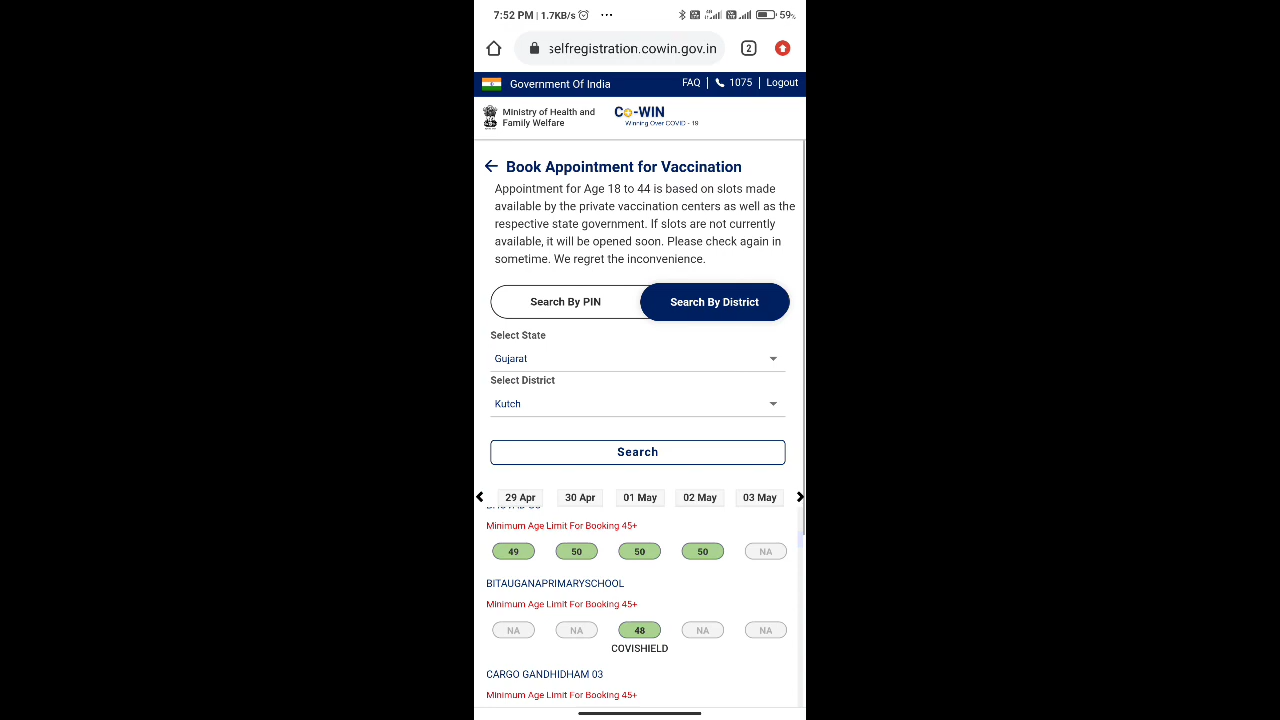 7:52 PM | 1.7KB/s ... 59%
selfregistration.cowin.gov.in 2
Government Of India FAQ | 1075 | Logout
Ministry of Health and
Family Welfare
Co-WIN
Winning Over COVID - 19
Book Appointment for Vaccination
Appointment for Age 18 to 44 is based on slots made
available by the private vaccination centers as well as the
respective state government. If slots are not currently
available, it will be opened soon. Please check again in
sometime. We regret the inconvenience.
Search By PIN Search By District
Select State
Gujarat
Select District
Kutch
Search
29 Apr 30 Apr 01 May 02 May 03 May
Minimum Age Limit For Booking 45+
49 50 50 50 NA
BITAUGANAPRIMARYSCHOOL
Minimum Age Limit For Booking 45+
NA NA 48 NA NA
COVISHIELD
CARGO GANDHIDHAM 03
Minimum Age Limit For Booking 45+